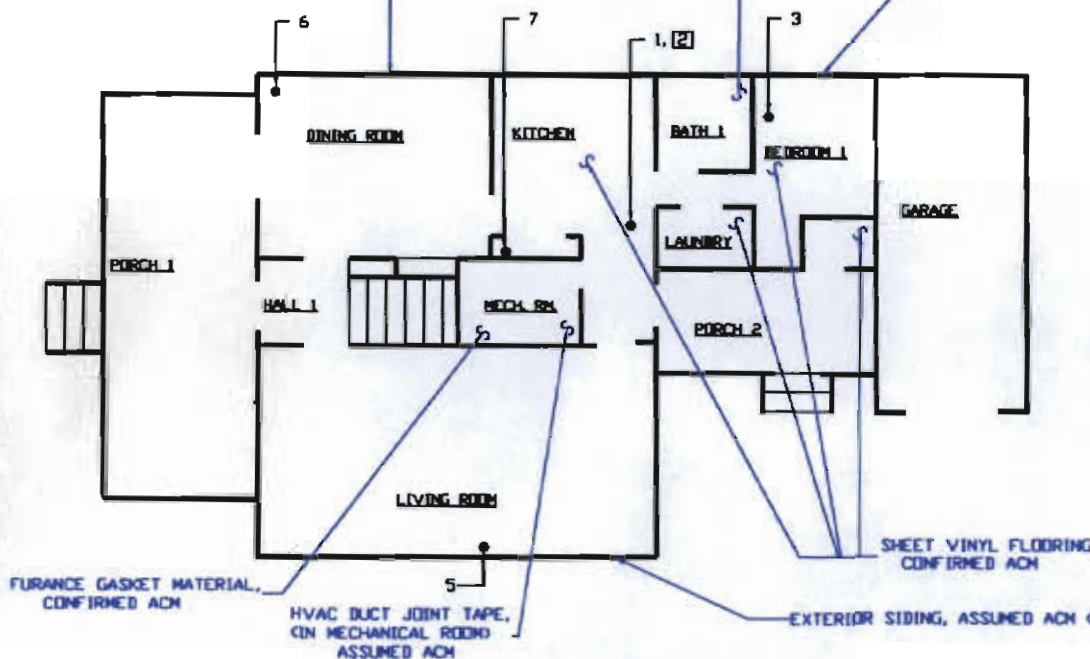 6
7
1, 2
3
DINING ROOM
KITCHEN
BATH 1
BEDROOM 1
GARAGE
LAUNDRY
PORCH 1
HALL 1
MECH. RM.
PORCH 2
LIVING ROOM
5
FURANCE GASKET MATERIAL,
CONFIRMED ACM
HVAC DUCT JOINT TAPE,
(IN MECHANICAL ROOM)
ASSUMED ACM
SHEET VINYL FLOORING
CONFIRMED ACM
EXTERIOR SIDING, ASSUMED ACM